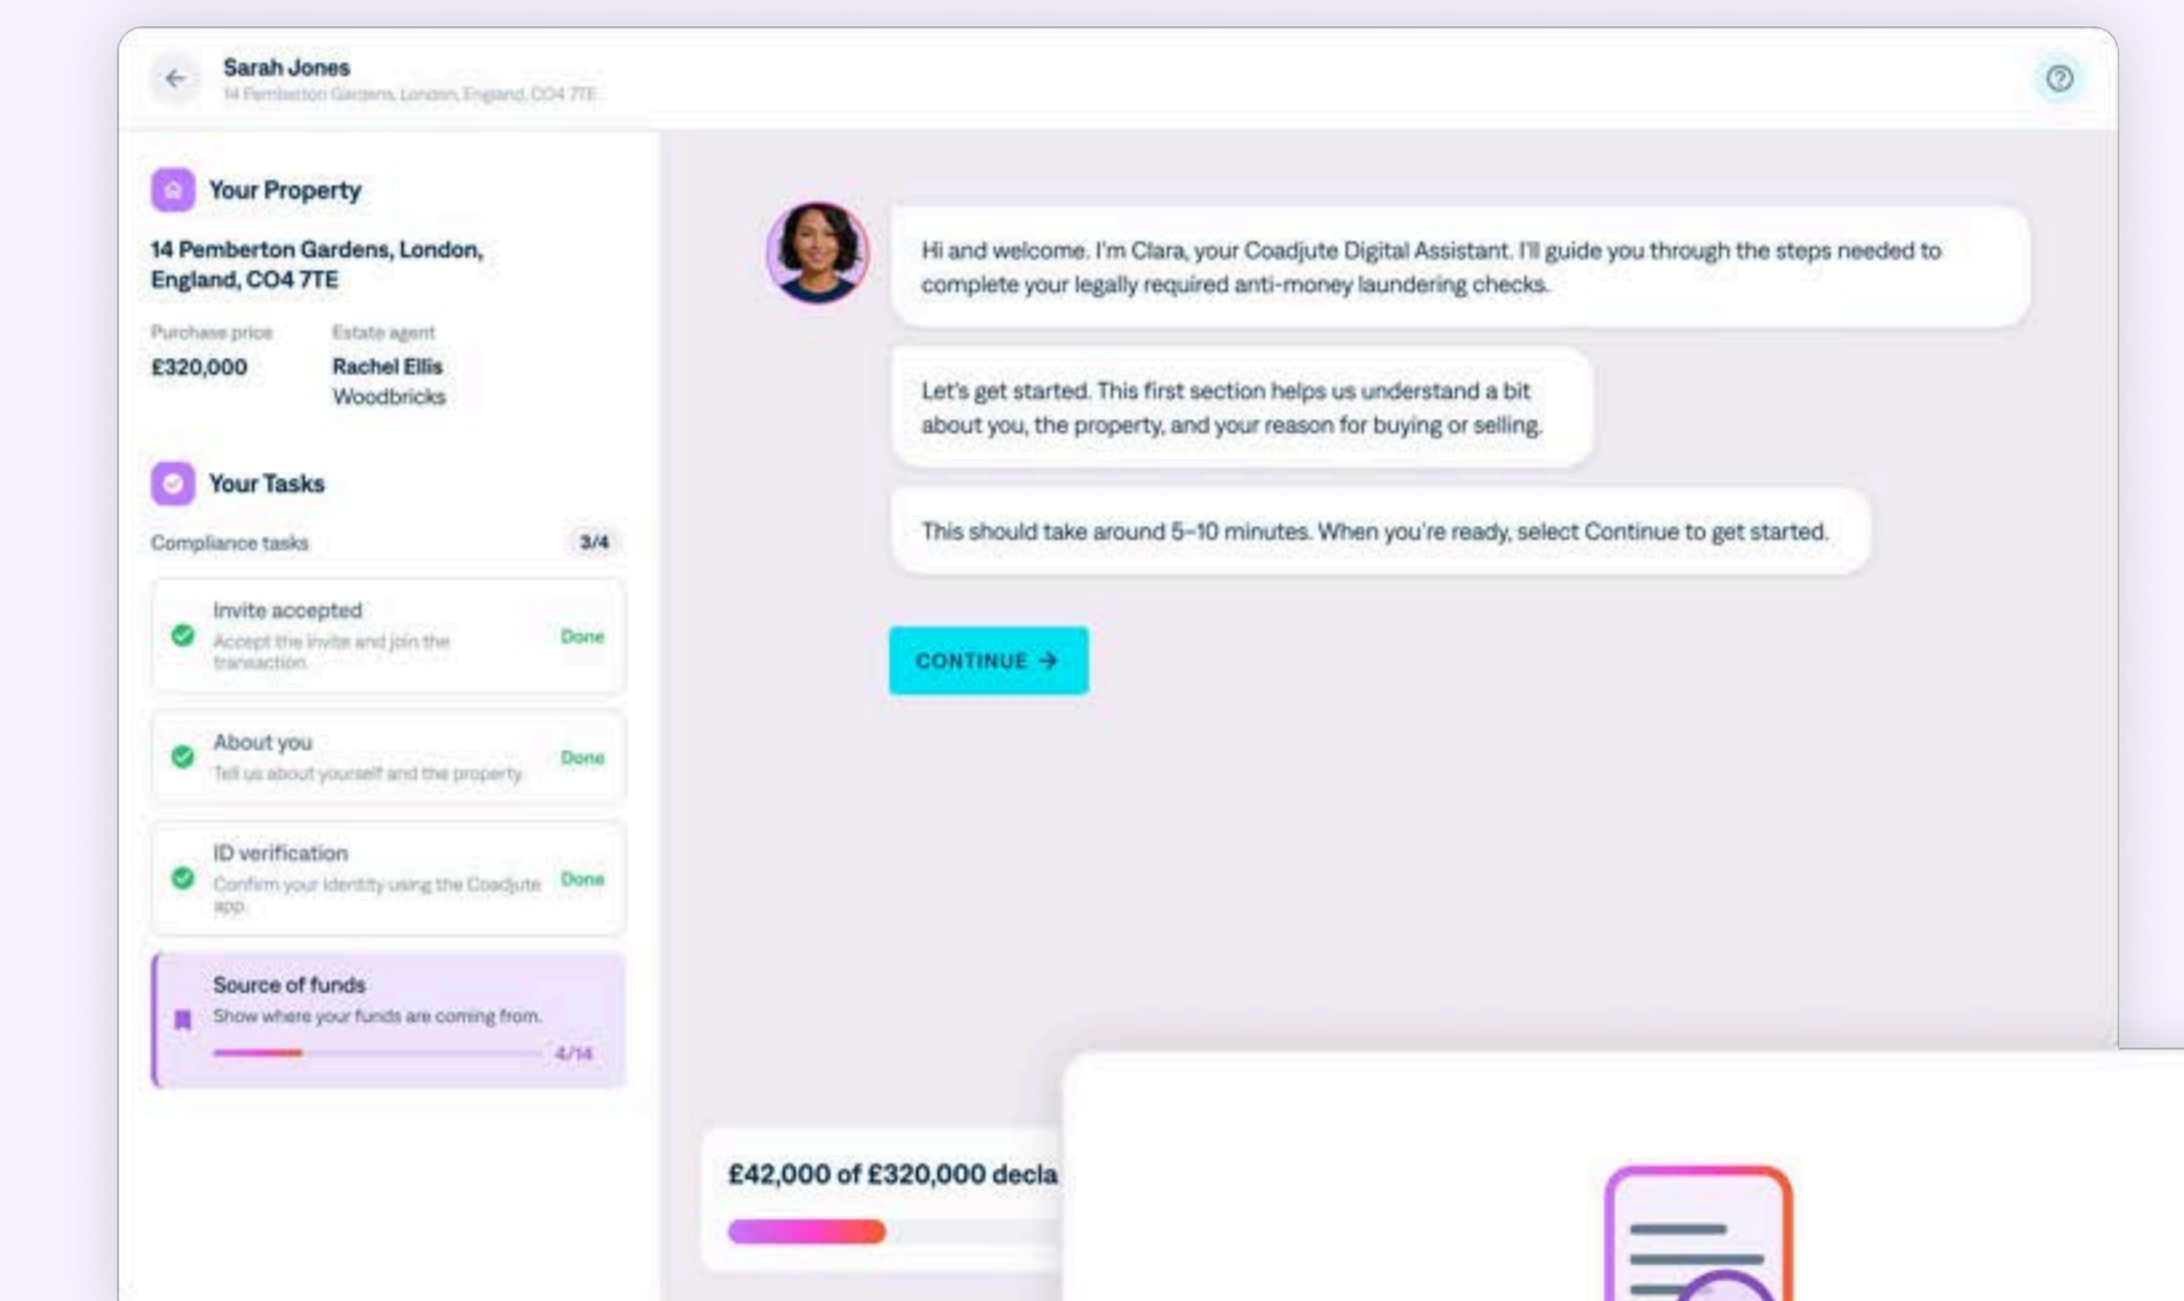 Sarah Jones
14 Pemberton Gardens, London, England, CO4 7TE
Your Property
14 Pemberton Gardens, London,
England, CO4 7TE
Purchase price
Estate agent
£320,000
Rachel Ellis
Woodbricks
Your Tasks
Compliance tasks
3/4
Invite accepted
Accept the invite and join the
transaction.
Done
About you
Tell us about yourself and the property.
Done
ID verification
Confirm your identity using the Coadjute
app.
Done
Source of funds
Show where your funds are coming from.
4/14
Hi and welcome. I'm Clara, your Coadjute Digital Assistant. I'll guide you through the steps needed to
complete your legally required anti-money laundering checks.
Let's get started. This first section helps us understand a bit
about you, the property, and your reason for buying or selling.
This should take around 5–10 minutes. When you're ready, select Continue to get started.
CONTINUE →
£42,000 of £320,000 decla